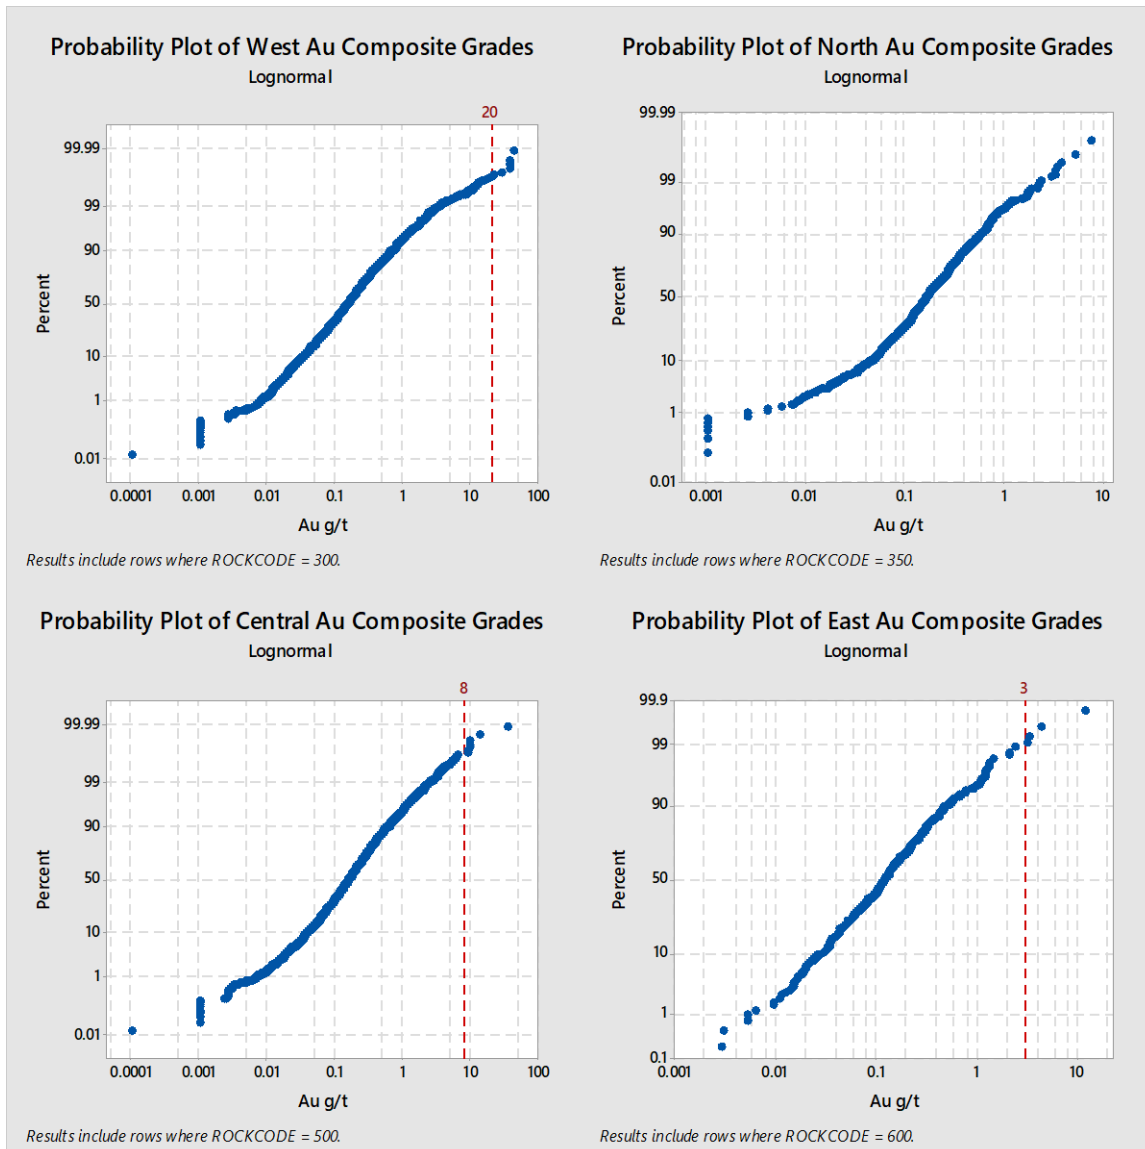 Probability Plot of West Au Composite Grades
Lognormal
20
99.99
99
90
50
10
1
0.01
Percent
0.0001 0.001 0.01 0.1 1 10 100
Au g/t
Results include rows where ROCKCODE = 300.
Probability Plot of North Au Composite Grades
Lognormal
99.99
99
90
50
10
1
0.01
Percent
0.001 0.01 0.1 1 10
Au g/t
Results include rows where ROCKCODE = 350.
Probability Plot of Central Au Composite Grades
Lognormal
8
99.99
99
90
50
10
1
0.01
Percent
0.0001 0.001 0.01 0.1 1 10 100
Au g/t
Results include rows where ROCKCODE = 500.
Probability Plot of East Au Composite Grades
Lognormal
3
99.9
99
90
50
10
1
0.1
Percent
0.001 0.01 0.1 1 10
Au g/t
Results include rows where ROCKCODE = 600.